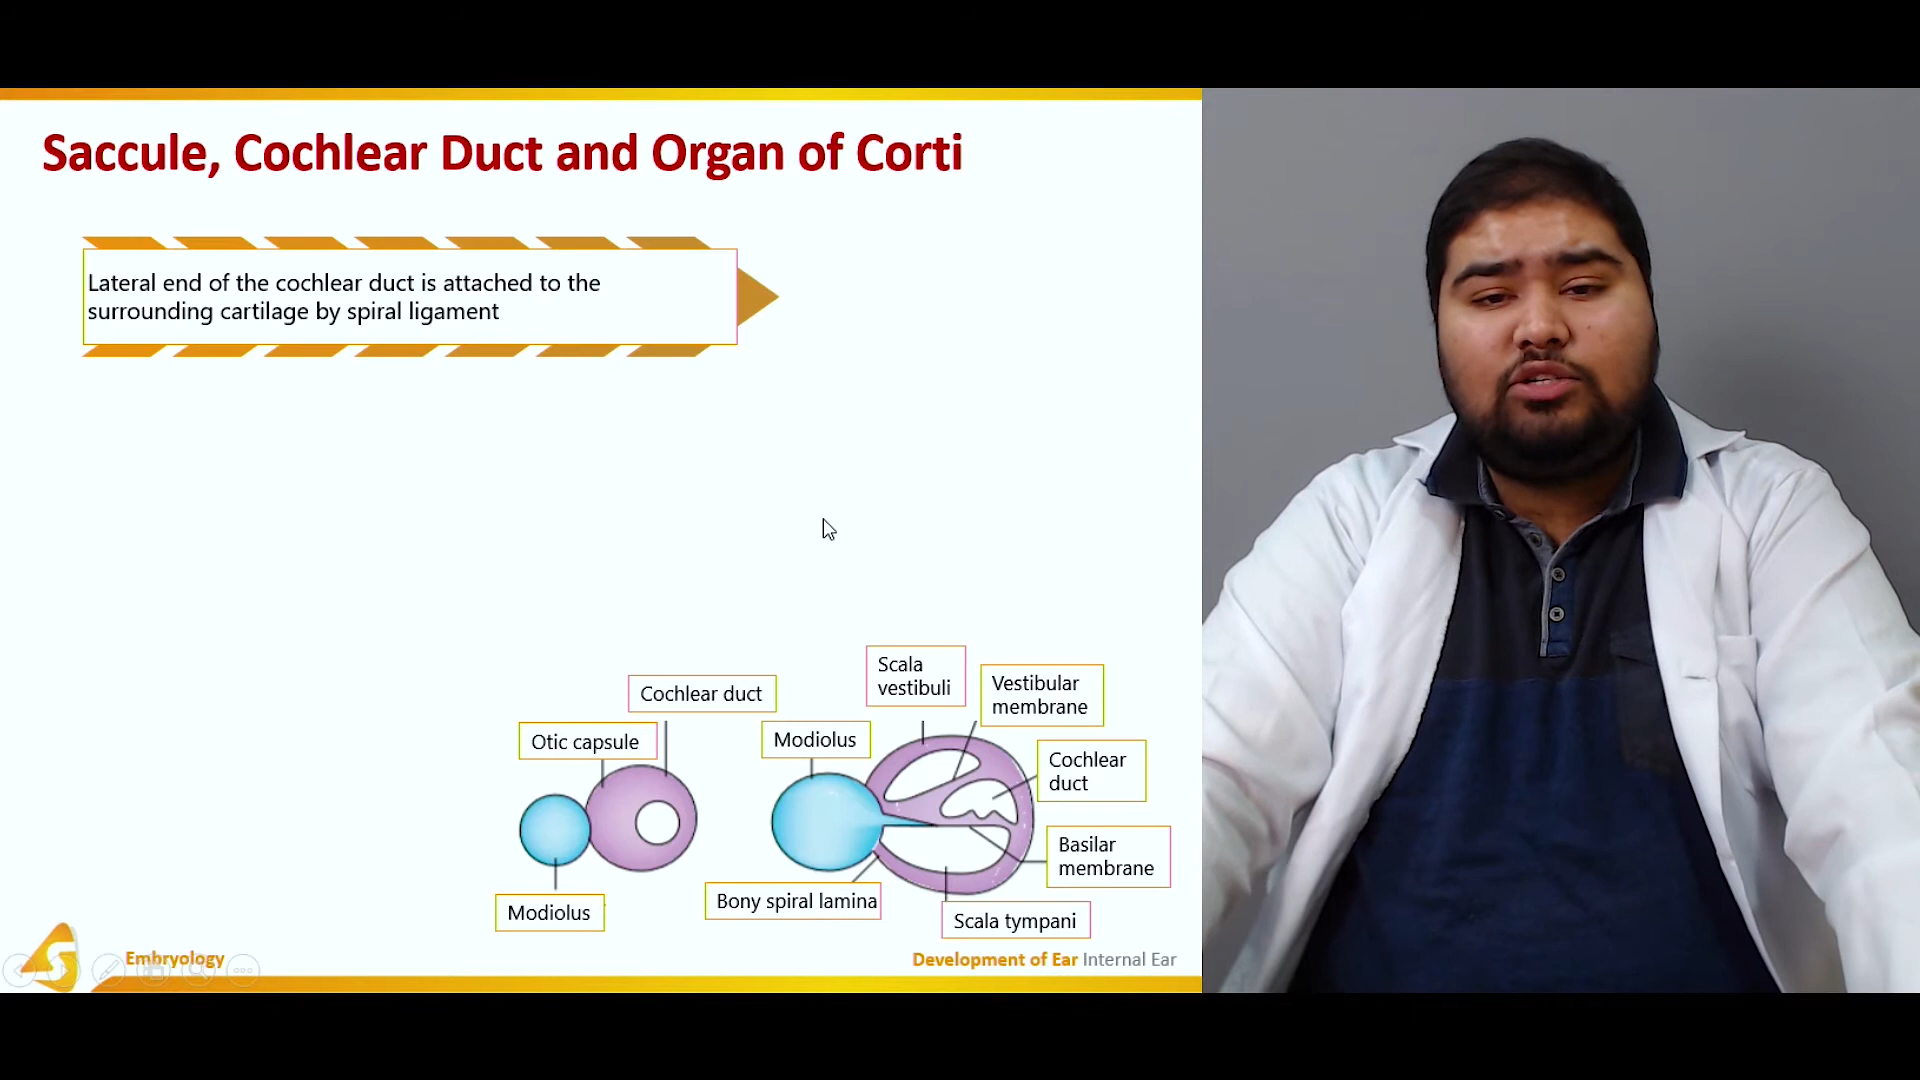 Saccule, Cochlear Duct and Organ of Corti
Lateral end of the cochlear duct is attached to the
surrounding cartilage by spiral ligament
Scala
vestibuli
Vestibular
membrane
Cochlear duct
Otic capsule
Modiolus
Cochlear
duct
Basilar
membrane
Bony spiral lamina
Modiolus
Scala tympani
Embryology
Development of Ear Internal Ear